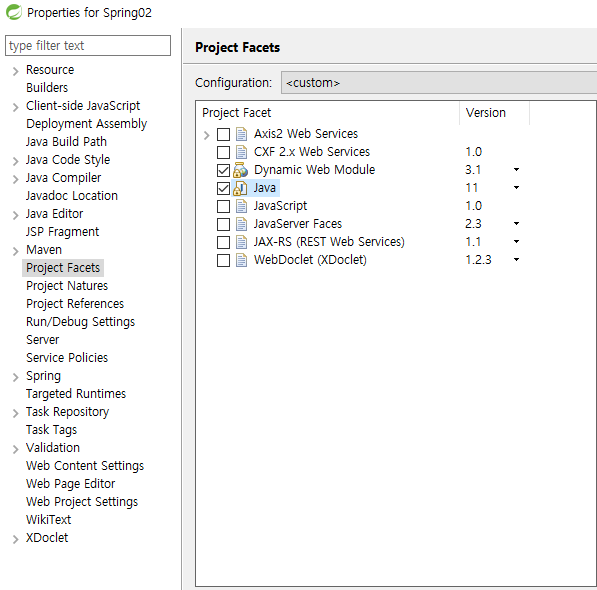 Properties for Spring02
type filter text
Resource
Builders
Client-side JavaScript
Deployment Assembly
Java Build Path
Java Code Style
Java Compiler
Javadoc Location
Java Editor
JSP Fragment
Maven
Project Facets
Project Natures
Project References
Run/Debug Settings
Server
Service Policies
Spring
Targeted Runtimes
Task Repository
Task Tags
Validation
Web Content Settings
Web Page Editor
Web Project Settings
WikiText
XDoclet
Project Facets
Configuration: <custom>
Project Facet Version
Axis2 Web Services
CXF 2.x Web Services 1.0
Dynamic Web Module 3.1
Java 11
JavaScript 1.0
JavaServer Faces 2.3
JAX-RS (REST Web Services) 1.1
WebDoclet (XDoclet) 1.2.3